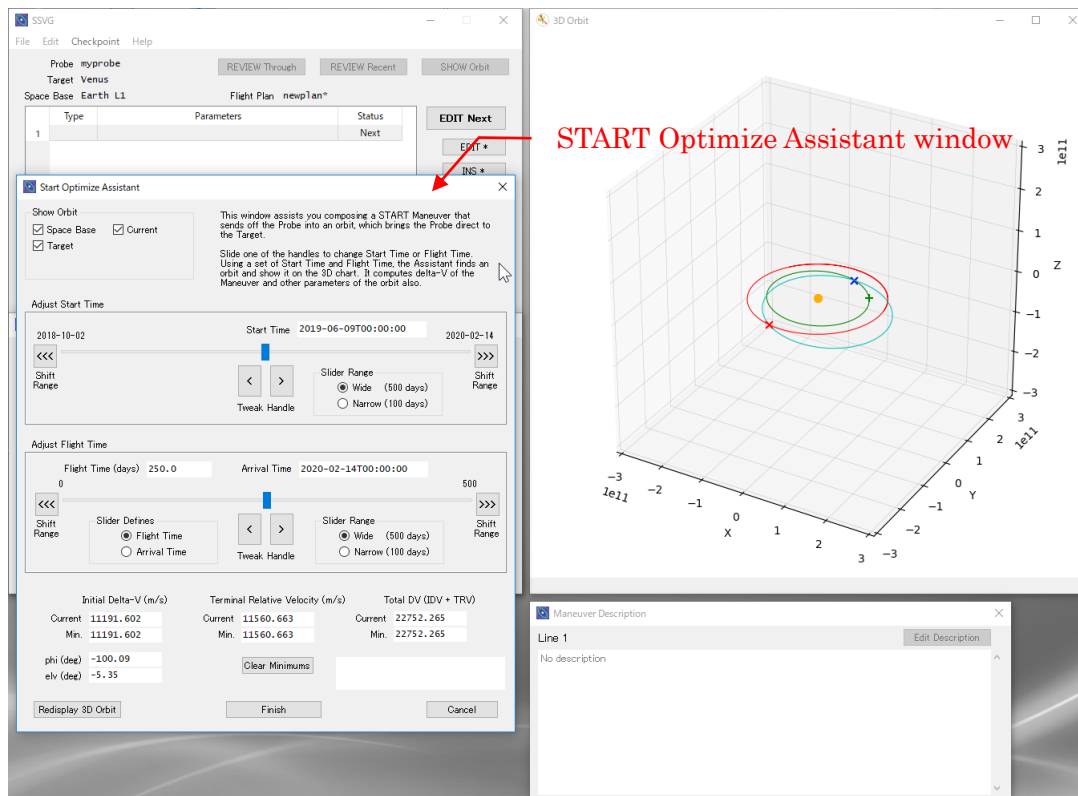 SSVG
File Edit Checkpoint Help
Probe myprobe
Target Venus
Space Base Earth L1
REVIEW Through
REVIEW Recent
SHOW Orbit
Flight Plan newplan*
Type Parameters Status
1 Next
EDIT Next
EDIT *
INS *
START Optimize Assistant window
Start Optimize Assistant
Show Orbit
Space Base Current
Target
This window assists you composing a START Maneuver that
sends off the Probe into an orbit, which brings the Probe direct to
the Target.
Slide one of the handles to change Start Time or Flight Time.
Using a set of Start Time and Flight Time, the Assistant finds an
orbit and show it on the 3D chart. It computes delta-V of the
Maneuver and other parameters of the orbit also.
Adjust Start Time
Start Time 2019-06-09T00:00:00
2018-10-02 2020-02-14
<<< >>>
Shift
Range
< >
Tweak Handle
Slider Range
Wide (500 days)
Narrow (100 days)
Shift
Range
Adjust Flight Time
Flight Time (days) 250.0 Arrival Time 2020-02-14T00:00:00
0 500
<<< >>>
Shift
Range
Slider Defines
Flight Time
Arrival Time
< >
Tweak Handle
Slider Range
Wide (500 days)
Narrow (100 days)
Shift
Range
Initial Delta-V (m/s) Terminal Relative Velocity (m/s) Total DV (IDV + TRV)
Current 11191.602 Current 11560.663 Current 22752.265
Min. 11191.602 Min. 11560.663 Min. 22752.265
phi (deg) -100.09
elv (deg) -5.35
Clear Minimums
Redisplay 3D Orbit
Finish
Cancel
3D Orbit
3
2
1
0
−1
−2
−3
1e11
Z
−3
−2
−1
0
1
2
3
1e11
X
−3
−2
−1
0
1
2
3
1e11
Y
Maneuver Description
Line 1
Edit Description
No description